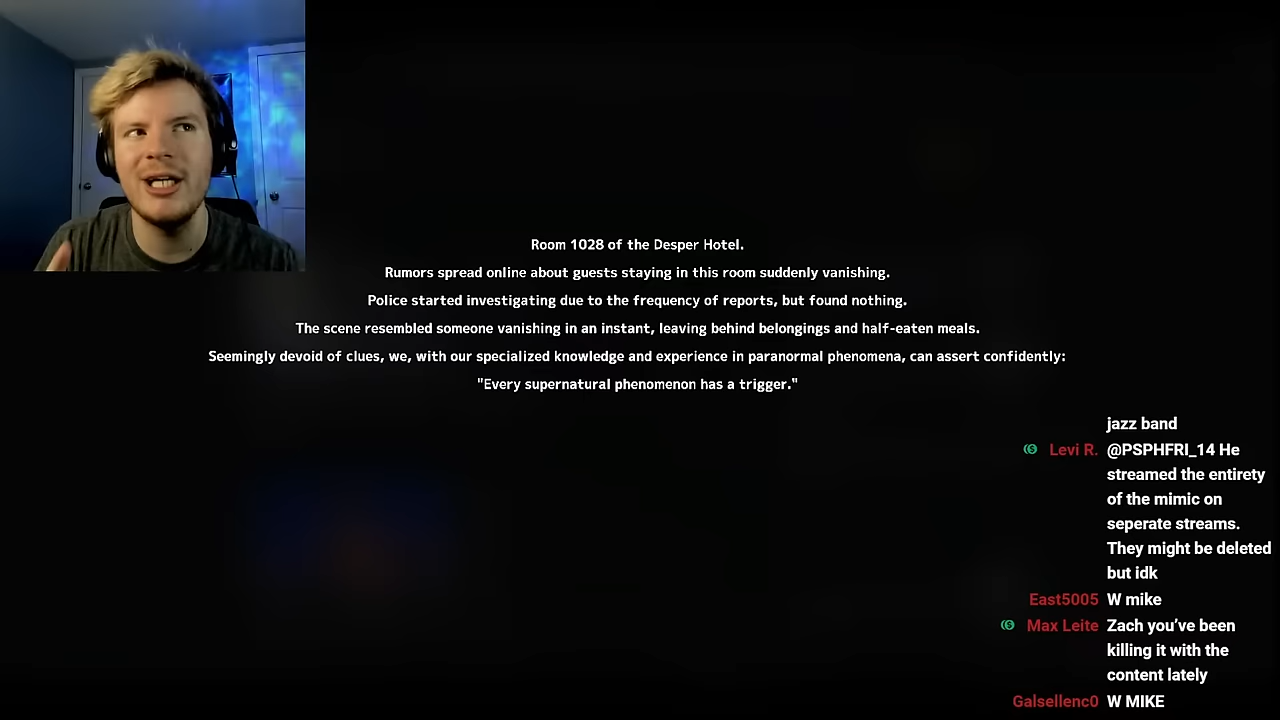 Room 1028 of the Desper Hotel.
Rumors spread online about guests staying in this room suddenly vanishing.
Police started investigating due to the frequency of reports, but found nothing.
The scene resembled someone vanishing in an instant, leaving behind belongings and half-eaten meals.
Seemingly devoid of clues, we, with our specialized knowledge and experience in paranormal phenomena, can assert confidently:
"Every supernatural phenomenon has a trigger."
jazz band
Levi R. @PSPHFRI_14 He
streamed the entirety
of the mimic on
seperate streams.
They might be deleted
but idk
East5005 W mike
Max Leite Zach you’ve been
killing it with the
content lately
Galsellenc0 W MIKE